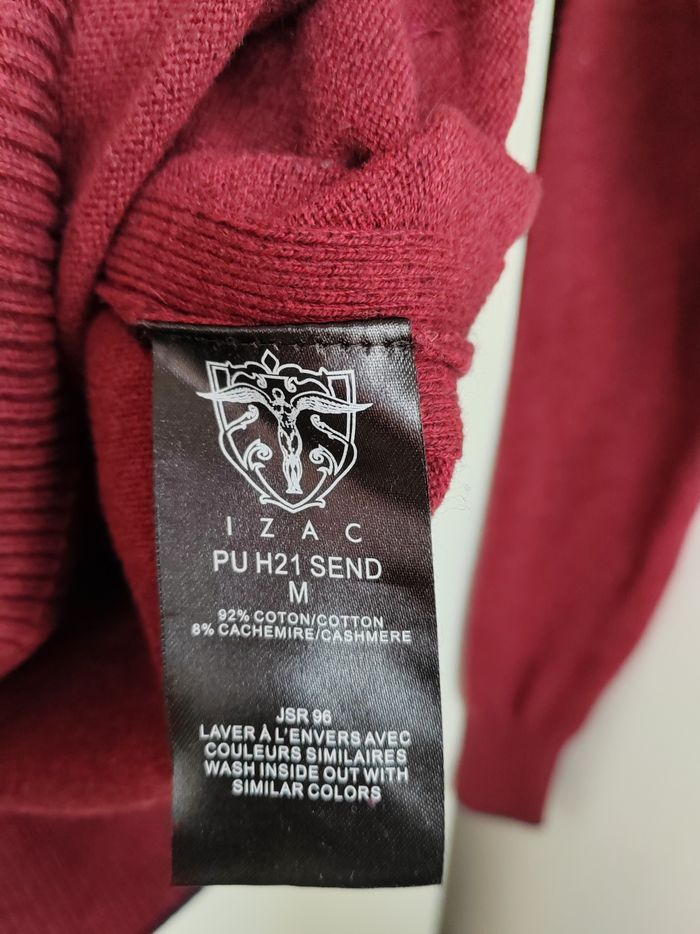 IZAC
PU H21 SEND
M
92% COTON/COTTON
8% CACHEMIRE/CASHMERE
JSR 96
LAVER À L'ENVERS AVEC
COULEURS SIMILAIRES
WASH INSIDE OUT WITH
SIMILAR COLORS